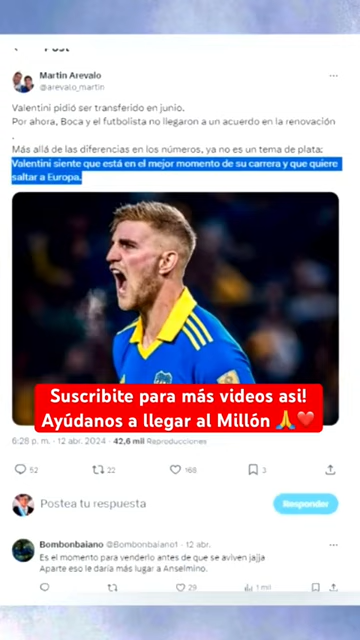 Post
Martin Arevalo
@arevalo_martin
Valentini pidió ser transferido en junio.
Por ahora, Boca y el futbolista no llegaron a un acuerdo en la renovación
.
Más allá de las diferencias en los números, ya no es un tema de plata:
Valentini siente que está en el mejor momento de su carrera y que quiere
saltar a Europa.
Suscribite para más videos asi!
Ayúdanos a llegar al Millón 🙏❤️
6:28 p. m. · 12 abr. 2024 · 42,6 mil Reproducciones
52 22 168 3
Postea tu respuesta
Responder
Bombonbaiano @Bombonbaiano1 · 12 abr.
Es el momento para venderlo antes de que se aviven jajja
Aparte eso le daría más lugar a Anselmino.
29 1 mil